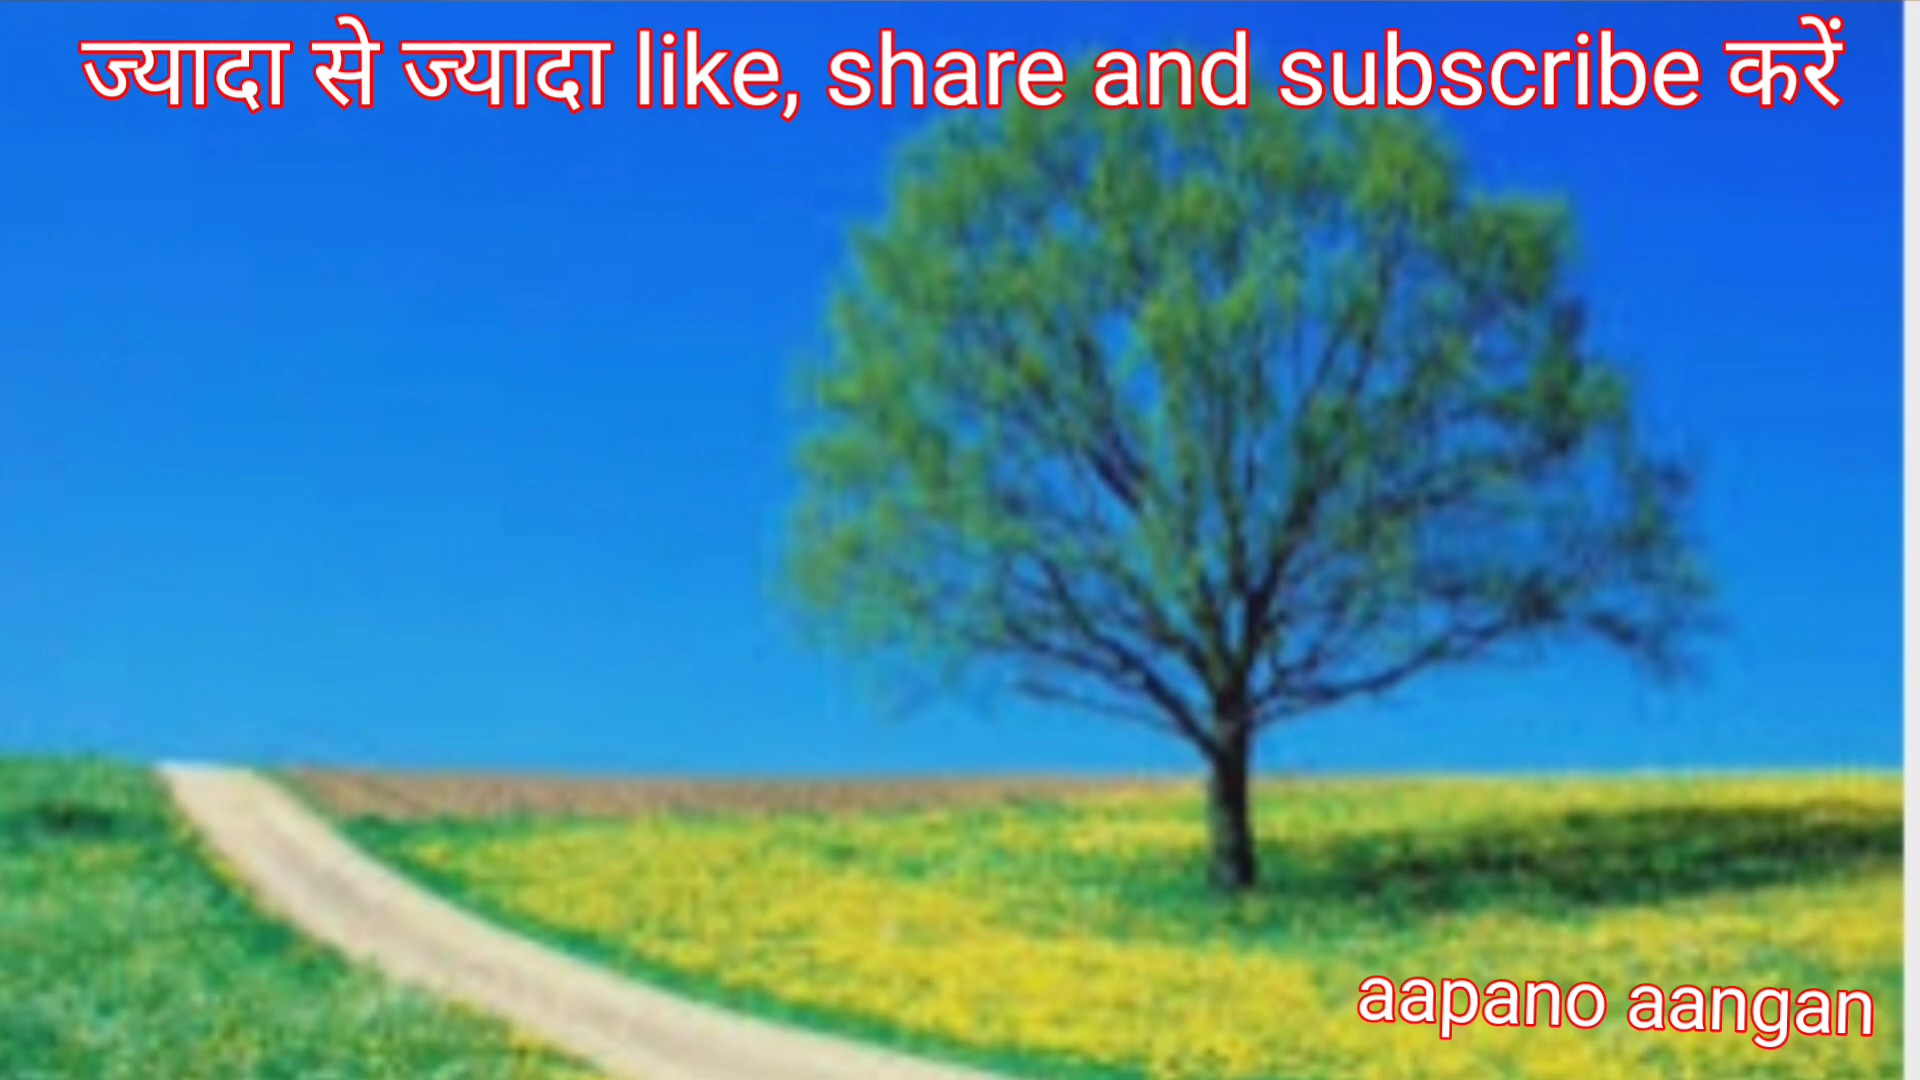 ज्यादा से ज्यादा like, share and subscribe करें
aapano aangan